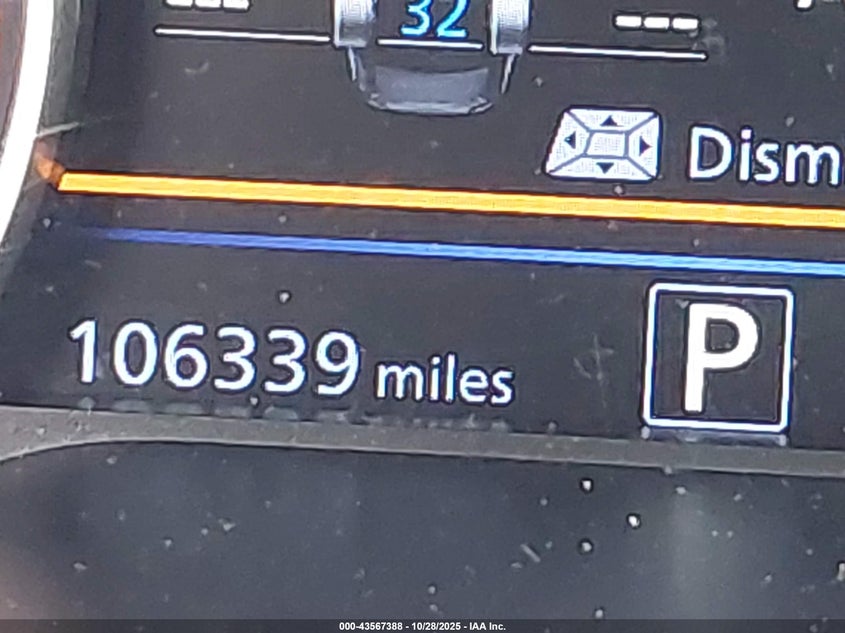 --- 32 ---
Dism
106339 miles P
000-43567388 - 10/28/2025 - IAA Inc.